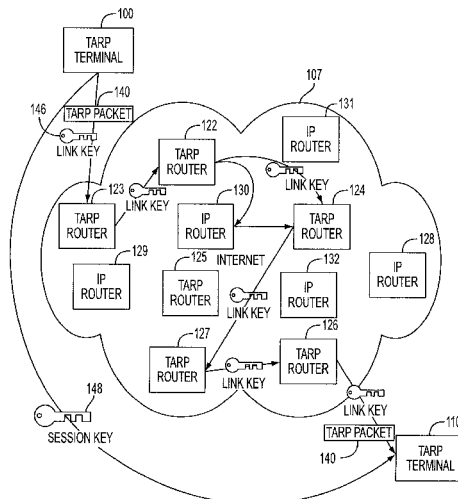 100
TARP
TERMINAL
140
TARP PACKET
146
LINK KEY
107
131
IP
ROUTER
122
TARP
ROUTER
LINK KEY
LINK KEY
123
TARP
ROUTER
130
IP
ROUTER
124
TARP
ROUTER
INTERNET
129
IP
ROUTER
125
TARP
ROUTER
132
IP
ROUTER
128
IP
ROUTER
LINK KEY
127
TARP
ROUTER
LINK KEY
126
TARP
ROUTER
LINK KEY
148
SESSION KEY
TARP PACKET
140
110
TARP
TERMINAL